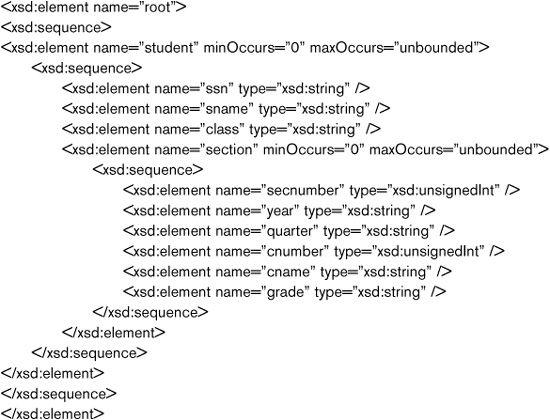 <xsd:element name="root">
<xsd:sequence>
<xsd:element name="student" minOccurs="0" maxOccurs="unbounded">
<xsd:sequence>
<xsd:element name="ssn" type="xsd:string" />
<xsd:element name="sname" type="xsd:string" />
<xsd:element name="class" type="xsd:string" />
<xsd:element name="section" minOccurs="0" maxOccurs="unbounded">
<xsd:sequence>
<xsd:element name="secnumber" type="xsd:unsignedInt" />
<xsd:element name="year" type="xsd:string" />
<xsd:element name="quarter" type="xsd:string" />
<xsd:element name="cnumber" type="xsd:unsignedInt" />
<xsd:element name="cname" type="xsd:string" />
<xsd:element name="grade" type="xsd:string" />
</xsd:sequence>
</xsd:element>
</xsd:sequence>
</xsd:element>
</xsd:sequence>
</xsd:element>